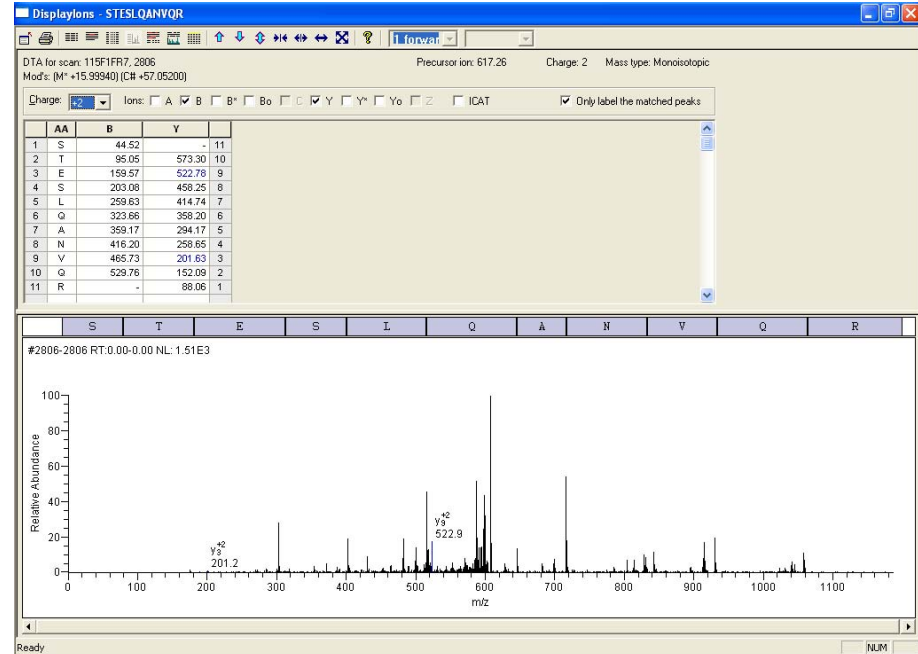 DisplayIons - STESLQANVQR
1 forwar
DTA for scan: 115F1FR7, 2806 Precursor ion: 617.26 Charge: 2 Mass type: Monoisotopic
Mod's: (M* +15.99940) (C# +57.05200)
Charge: +2 Ions: A B B* Bo C Y Y* Yo Z ICAT Only label the matched peaks
AA B Y
1 S 44.52 - 11
2 T 95.05 573.30 10
3 E 159.57 522.78 9
4 S 203.08 458.25 8
5 L 259.63 414.74 7
6 Q 323.66 358.20 6
7 A 359.17 294.17 5
8 N 416.20 258.65 4
9 V 465.73 201.63 3
10 Q 529.76 152.09 2
11 R - 88.06 1
S T E S L Q A N V Q R
#2806-2806 RT:0.00-0.00 NL: 1.51E3
100
80
60
40
20
0
Relative Abundance
y9+2
522.9
y3+2
201.2
0 100 200 300 400 500 600 700 800 900 1000 1100
m/z
Ready NUM